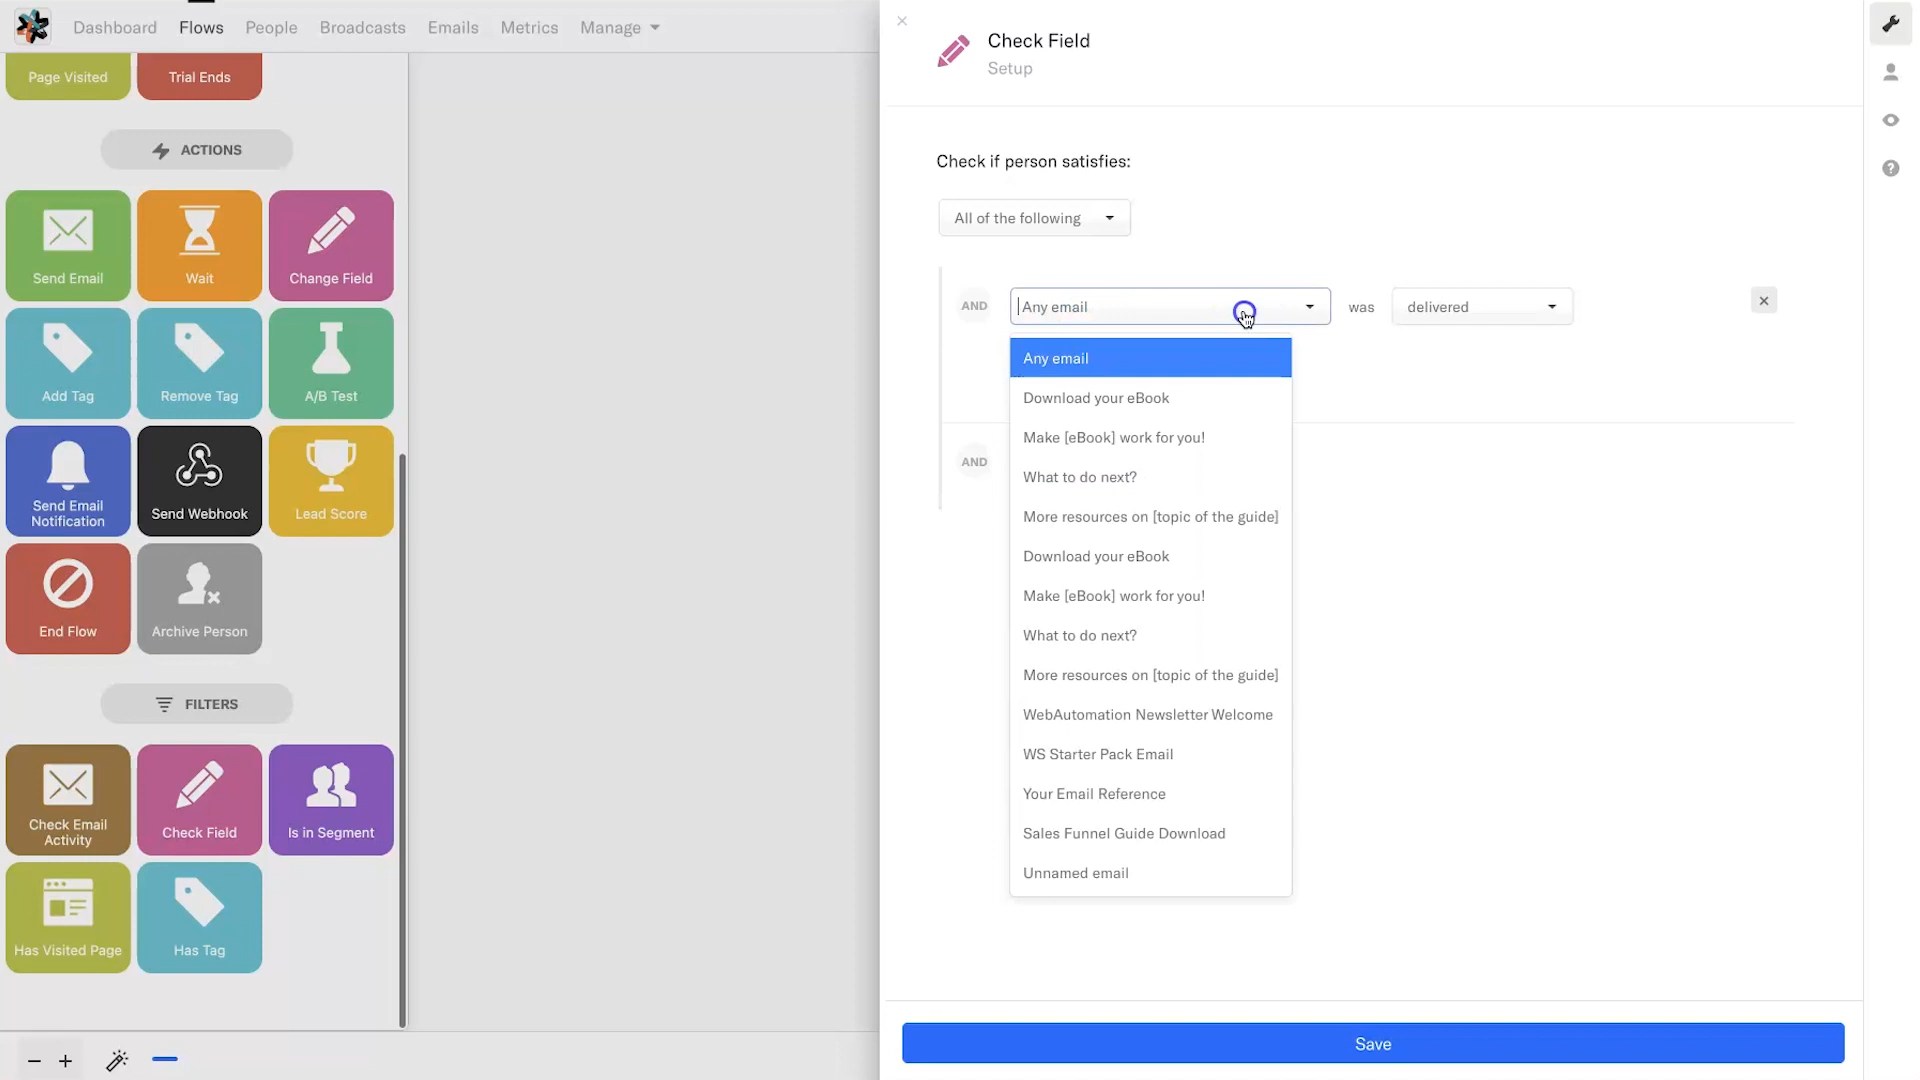 Dashboard
Flows
People
Broadcasts
Emails
Metrics
Manage
Page Visited
Trial Ends
ACTIONS
Send Email
Wait
Change Field
Add Tag
Remove Tag
A/B Test
Send Email
Notification
Send Webhook
Lead Score
End Flow
Archive Person
FILTERS
Check Email
Activity
Check Field
Is in Segment
Has Visited Page
Has Tag
Check Field
Setup
Check if person satisfies:
All of the following
AND
Any email
was
delivered
Any email
Download your eBook
Make [eBook] work for you!
What to do next?
More resources on [topic of the guide]
Download your eBook
Make [eBook] work for you!
What to do next?
More resources on [topic of the guide]
WebAutomation Newsletter Welcome
WS Starter Pack Email
Your Email Reference
Sales Funnel Guide Download
Unnamed email
AND
Save